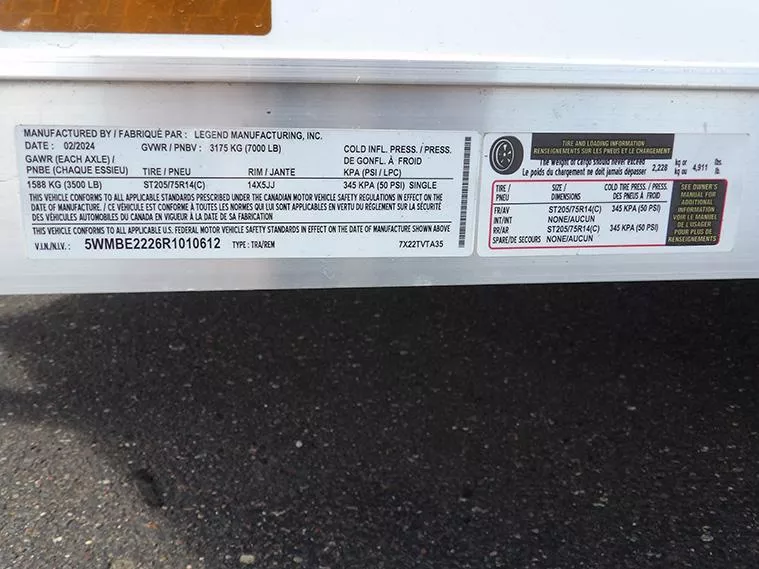 MANUFACTURED BY / FABRIQUÉ PAR : LEGEND MANUFACTURING, INC.
DATE : 02/2024 GVWR / PNBV : 3175 KG (7000 LB) COLD INFL. PRESS. / PRESS.
GAWR (EACH AXLE) / DE GONFL. À FROID
PNBE (CHAQUE ESSIEU) TIRE / PNEU RIM / JANTE KPA (PSI / LPC)
1588 KG (3500 LB) ST205/75R14(C) 14X5JJ 345 KPA (50 PSI) SINGLE
THIS VEHICLE CONFORMS TO ALL APPLICABLE STANDARDS PRESCRIBED UNDER THE CANADIAN MOTOR VEHICLE SAFETY REGULATIONS IN EFFECT ON THE
DATE OF MANUFACTURE. / CE VÉHICULE EST CONFORME À TOUTES LES NORMES QUI LUI SONT APPLICABLES EN VERTU DU RÈGLEMENT SUR LA SÉCURITÉ
DES VÉHICULES AUTOMOBILES DU CANADA EN VIGUEUR À LA DATE DE SA FABRICATION
THIS VEHICLE CONFORMS TO ALL APPLICABLE U.S. FEDERAL MOTOR VEHICLE SAFETY STANDARDS IN EFFECT ON THE DATE OF MANUFACTURE SHOWN ABOVE
V.I.N./N.I.V. : 5WMBE2226R1010612 TYPE : TRA/REM 7X22TVTA35
TIRE AND LOADING INFORMATION
RENSEIGNEMENTS SUR LES PNEUS ET LE CHARGEMENT
The weight of cargo should never exceed 2,228 kg or 4,911 lbs.
Le poids du chargement ne doit jamais dépasser kg ou lb.
TIRE / SIZE / COLD TIRE PRESS. / PRESS.
PNEU DIMENSION DES PNEUS À FROID
FR/AV ST205/75R14(C) 345 KPA (50 PSI)
INT/INT NONE/AUCUN
RR/AR ST205/75R14(C) 345 KPA (50 PSI)
SPARE/DE SECOURS NONE/AUCUN
SEE OWNER'S
MANUAL FOR
ADDITIONAL
INFORMATION
VOIR LE MANUEL
DE L'USAGER
POUR PLUS DE
RENSEIGNEMENTS